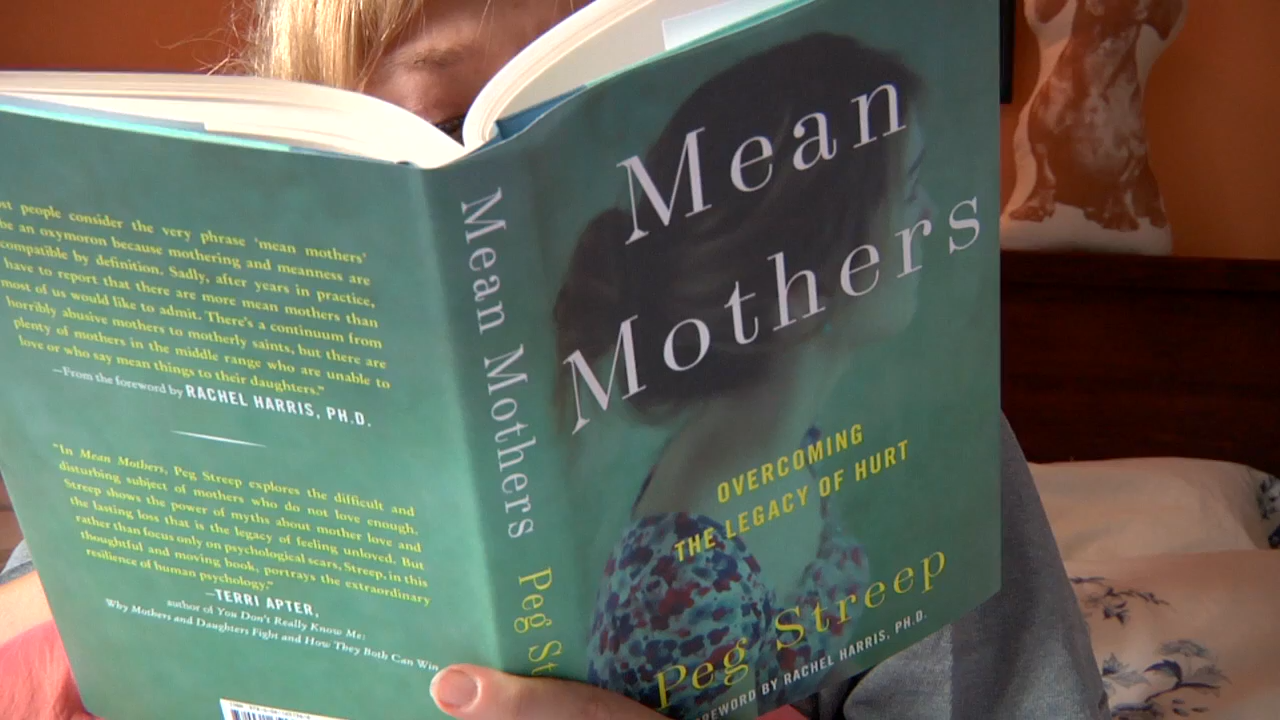 st people consider the very phrase 'mean mothers'
be an oxymoron because mothering and meanness are
compatible by definition. Sadly, after years in practice,
have to report that there are more mean mothers than
most of us would like to admit. There's a continuum from
horribly abusive mothers to motherly saints, but there are
plenty of mothers in the middle range who are unable to
love or who say mean things to their daughters."
—From the foreword by RACHEL HARRIS, PH.D.
"In Mean Mothers, Peg Streep explores the difficult and
disturbing subject of mothers who do not love enough.
Streep shows the power of myths about mother love and
the lasting loss that is the legacy of feeling unloved. But
rather than focus only on psychological scars, Streep, in this
thoughtful and moving book, portrays the extraordinary
resilience of human psychology."
—TERRI APTER,
author of You Don't Really Know Me:
Why Mothers and Daughters Fight and How They Both Can Win
Mean Mothers Peg St
Mean
Mothers
OVERCOMING
THE LEGACY OF HURT
Peg Streep
REWORD BY RACHEL HARRIS, PH.D.